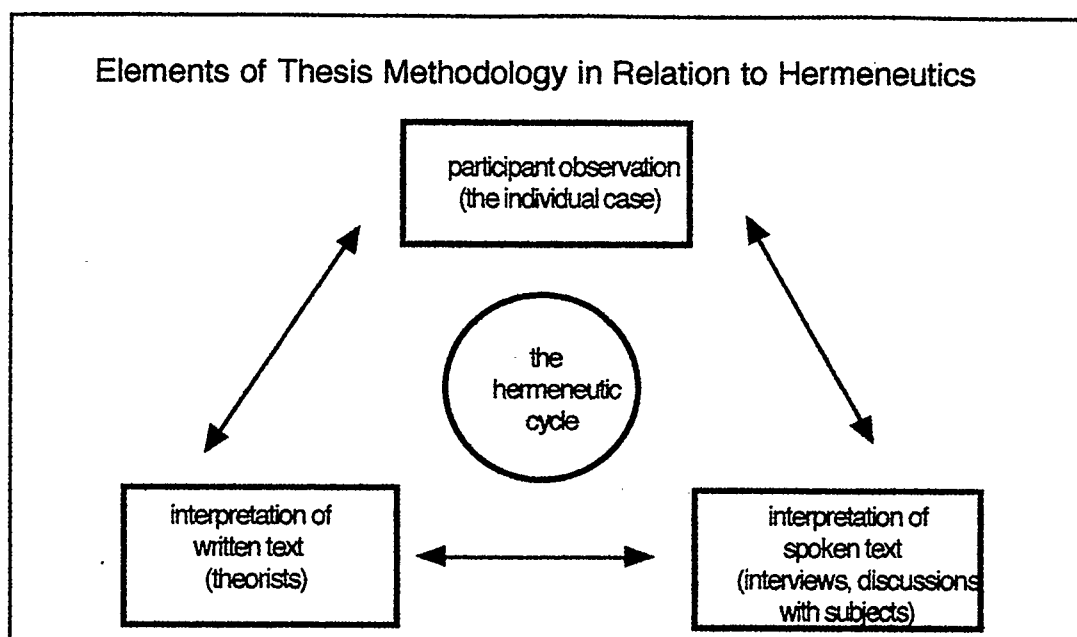 Elements of Thesis Methodology in Relation to Hermeneutics
participant observation
(the individual case)
the
hermeneutic
cycle
interpretation of
written text
(theorists)
interpretation of
spoken text
(interviews, discussions
with subjects)